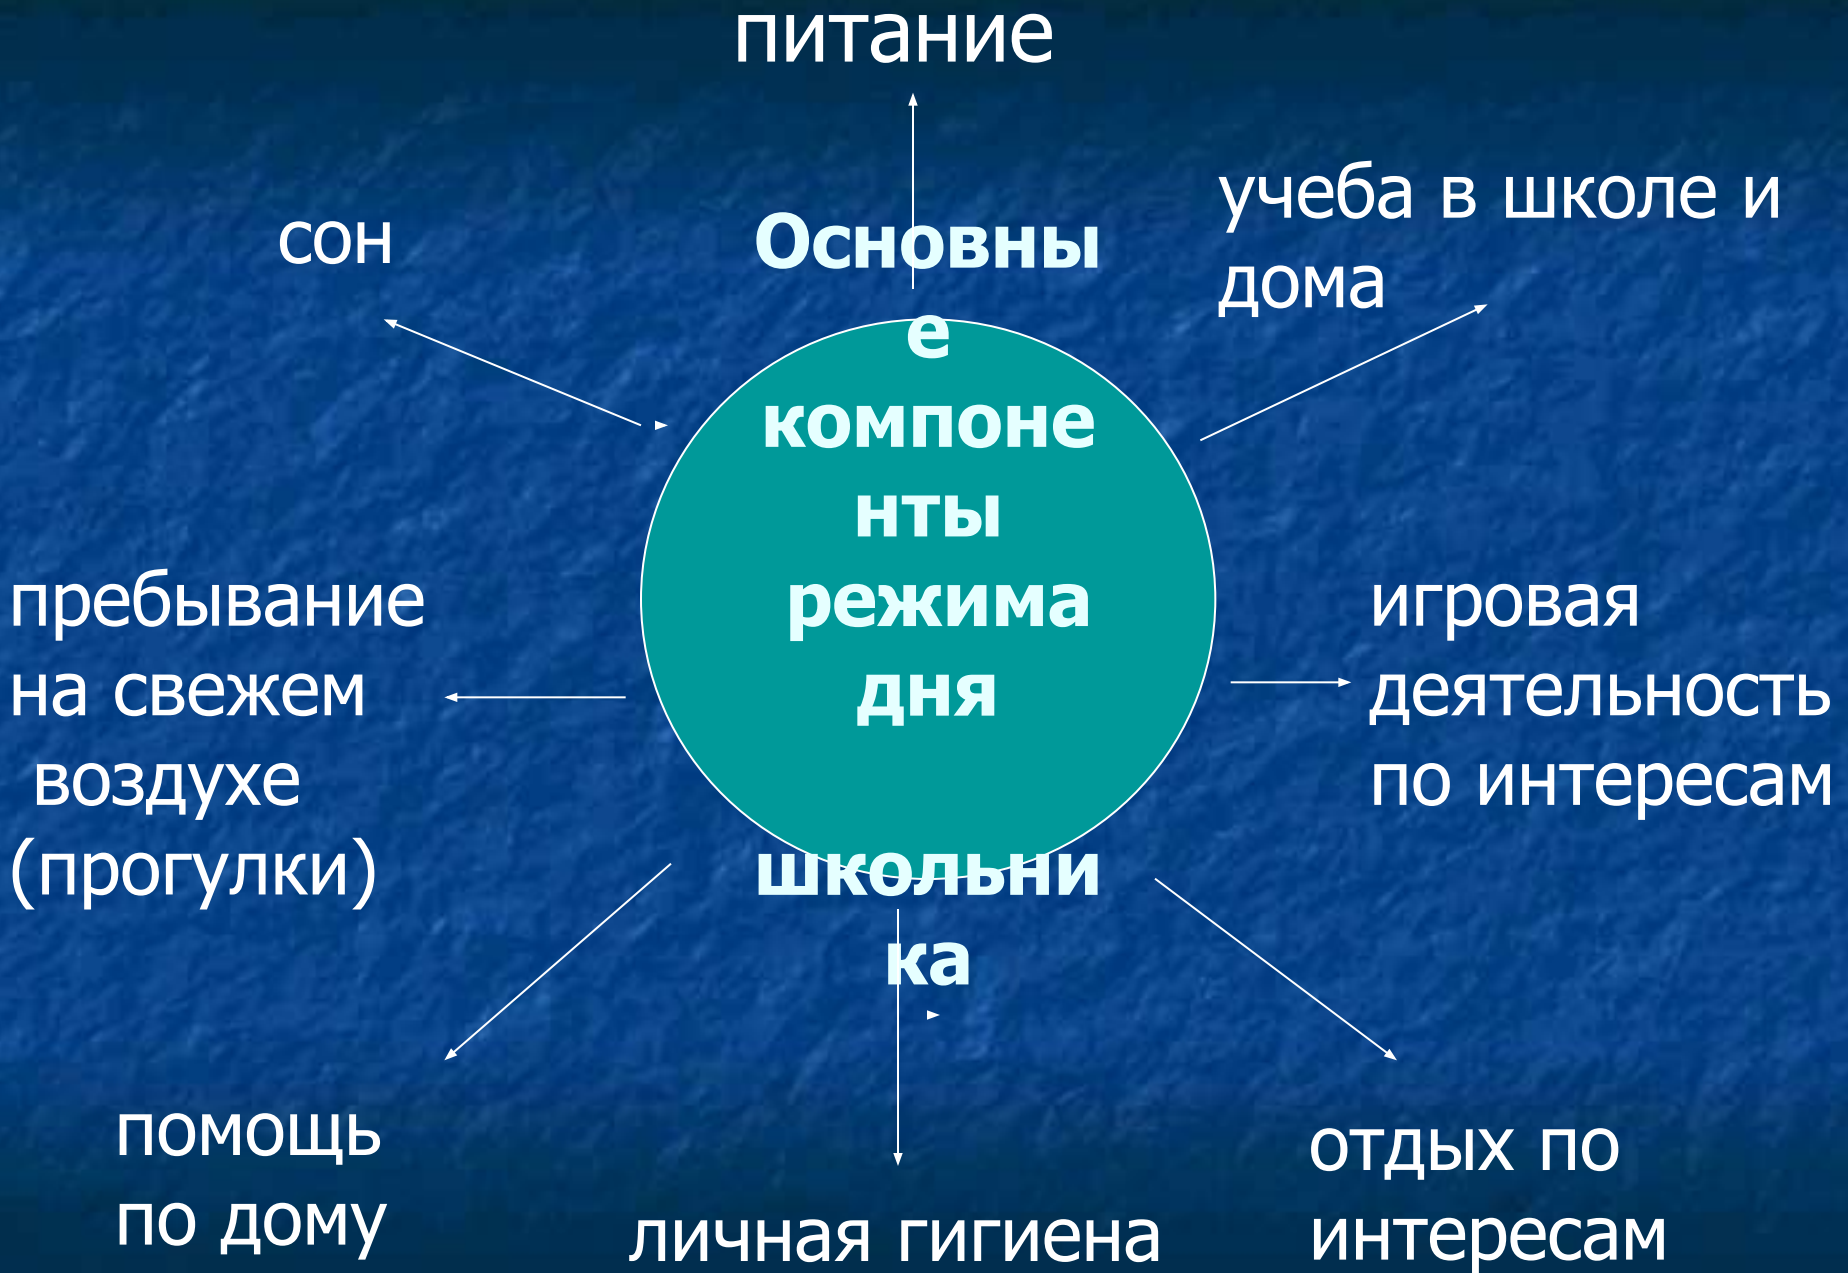 питание
сон
учеба в школе и
дома
Основны
е
компоне
нты
режима
дня
школьни
ка
пребывание
на свежем
воздухе
(прогулки)
игровая
деятельность
по интересам
помощь
по дому
личная гигиена
отдых по
интересам